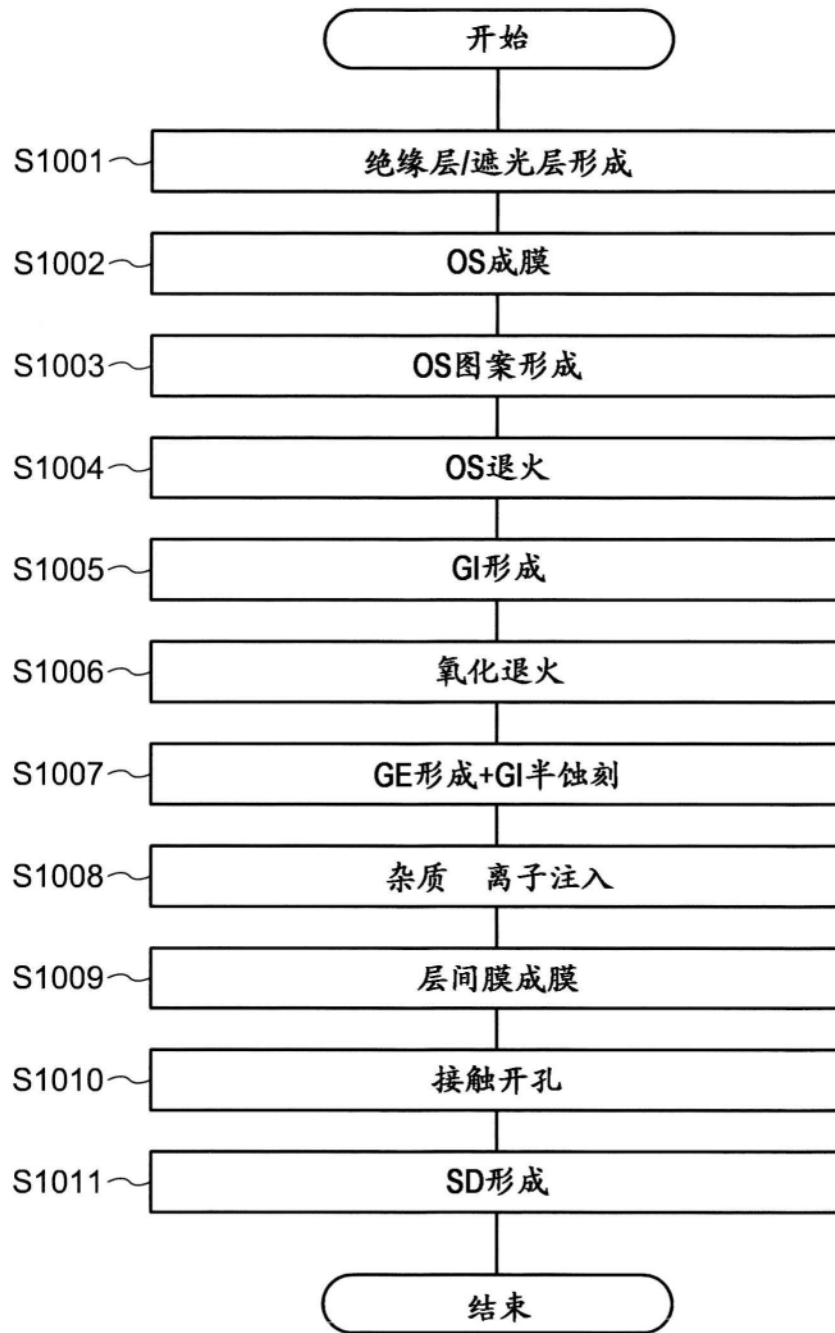 开始
S1001 绝缘层/遮光层形成
S1002 OS成膜
S1003 OS图案形成
S1004 OS退火
S1005 GI形成
S1006 氧化退火
S1007 GE形成+GI半蚀刻
S1008 杂质 离子注入
S1009 层间膜成膜
S1010 接触开孔
S1011 SD形成
结束